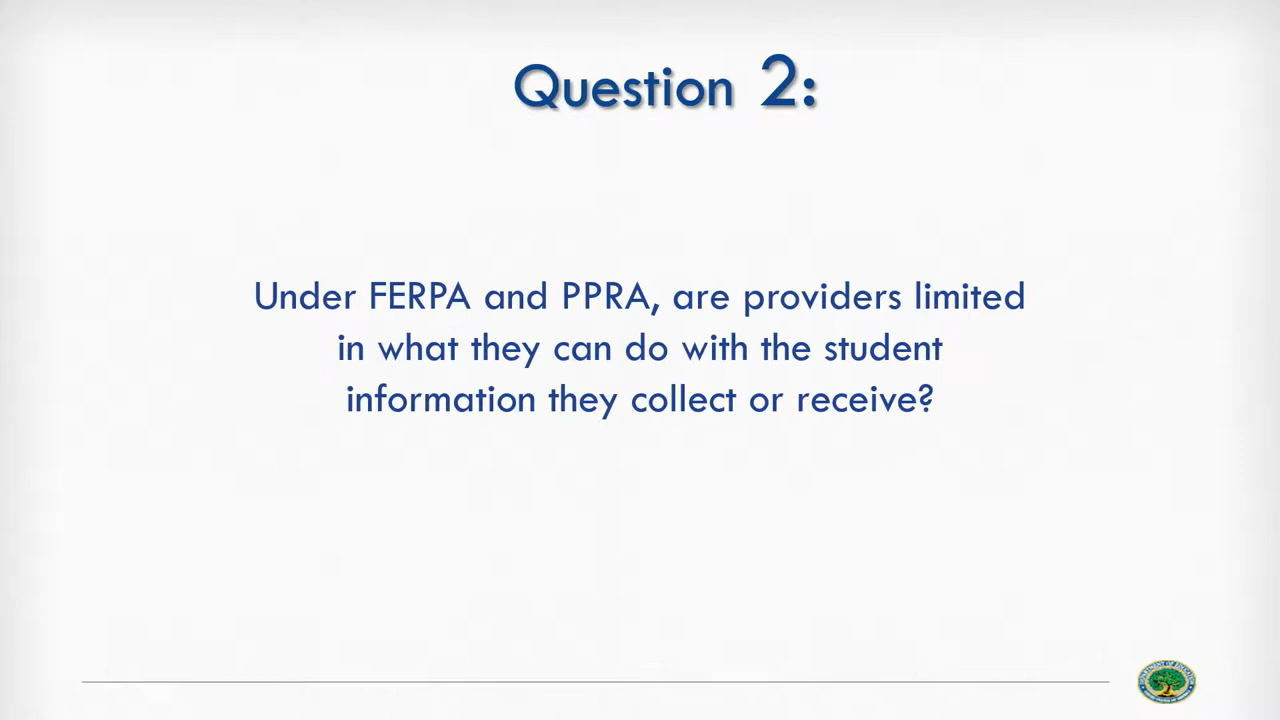 Question 2:
Under FERPA and PPRA, are providers limited
in what they can do with the student
information they collect or receive?